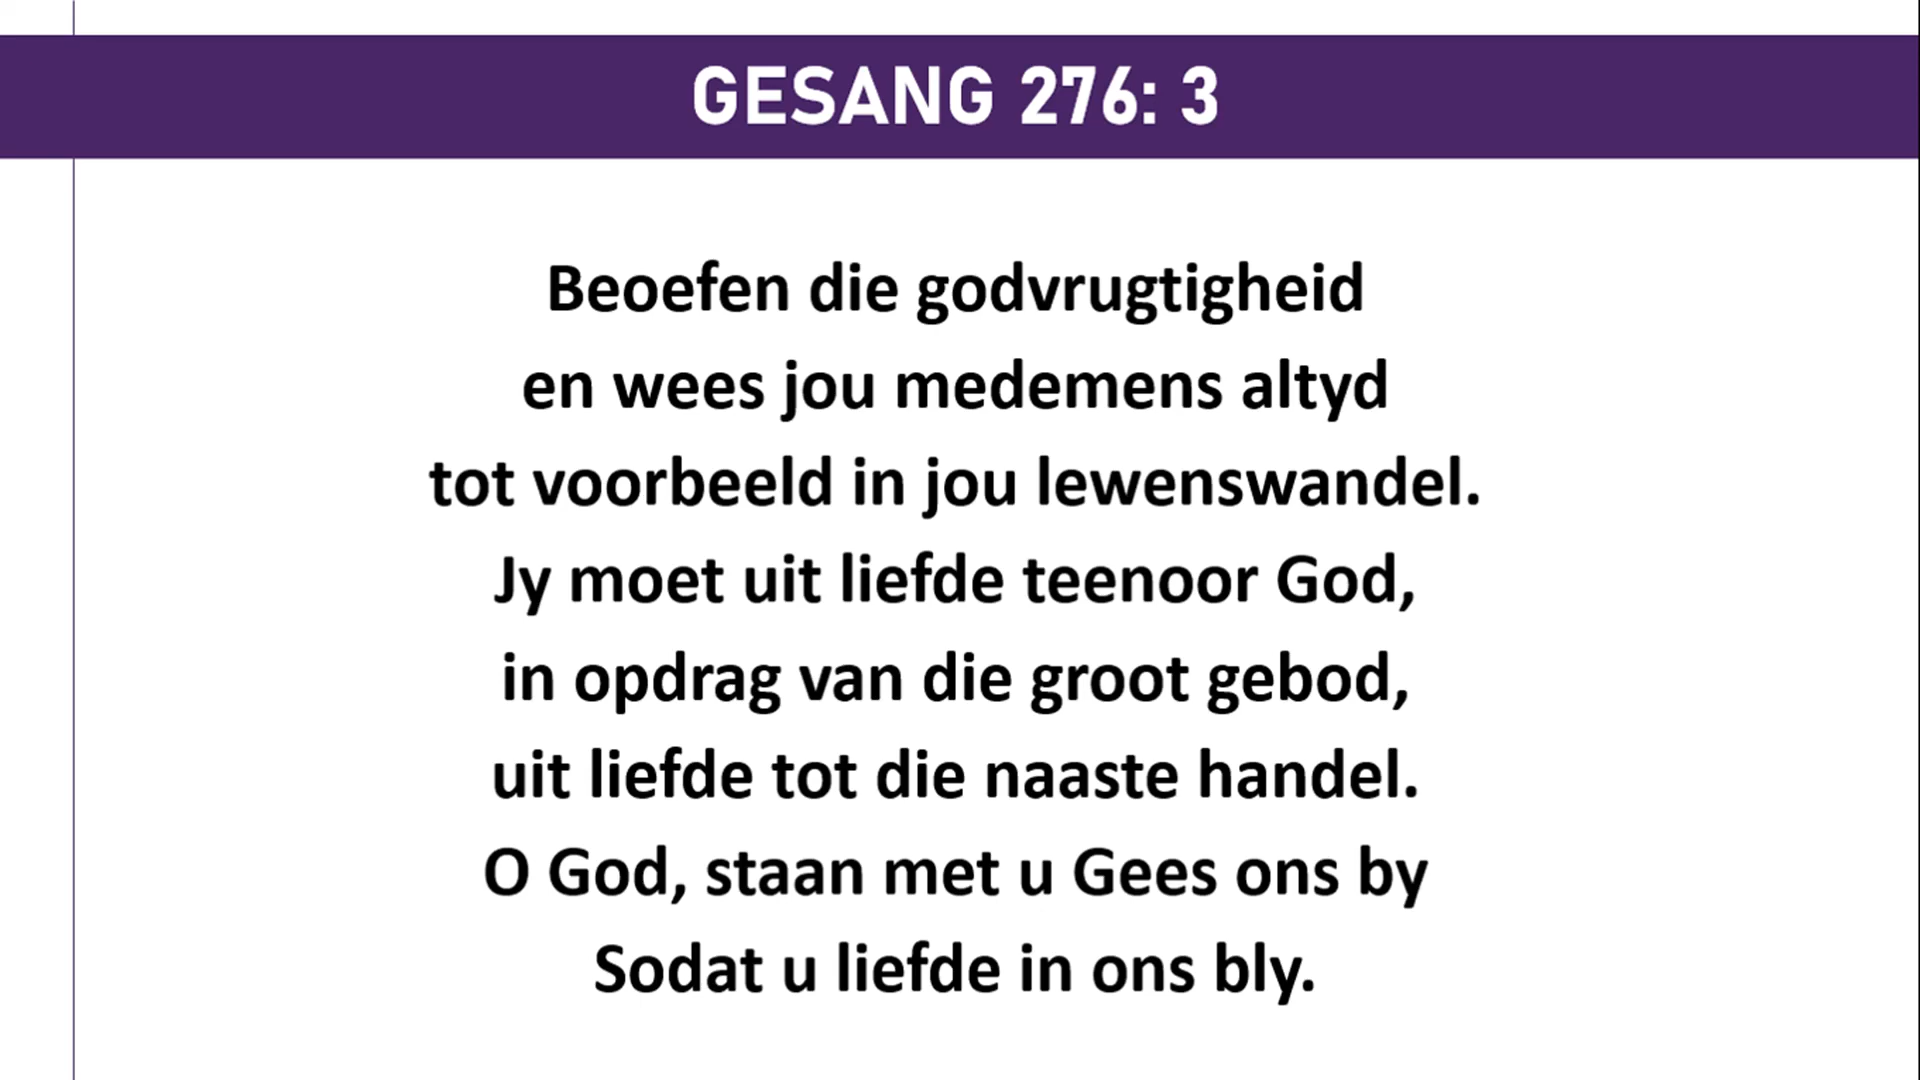 GESANG 276: 3
Beoefen die godvrugtigheid
en wees jou medemens altyd
tot voorbeeld in jou lewenswandel.
Jy moet uit liefde teenoor God,
in opdrag van die groot gebod,
uit liefde tot die naaste handel.
O God, staan met u Gees ons by
Sodat u liefde in ons bly.